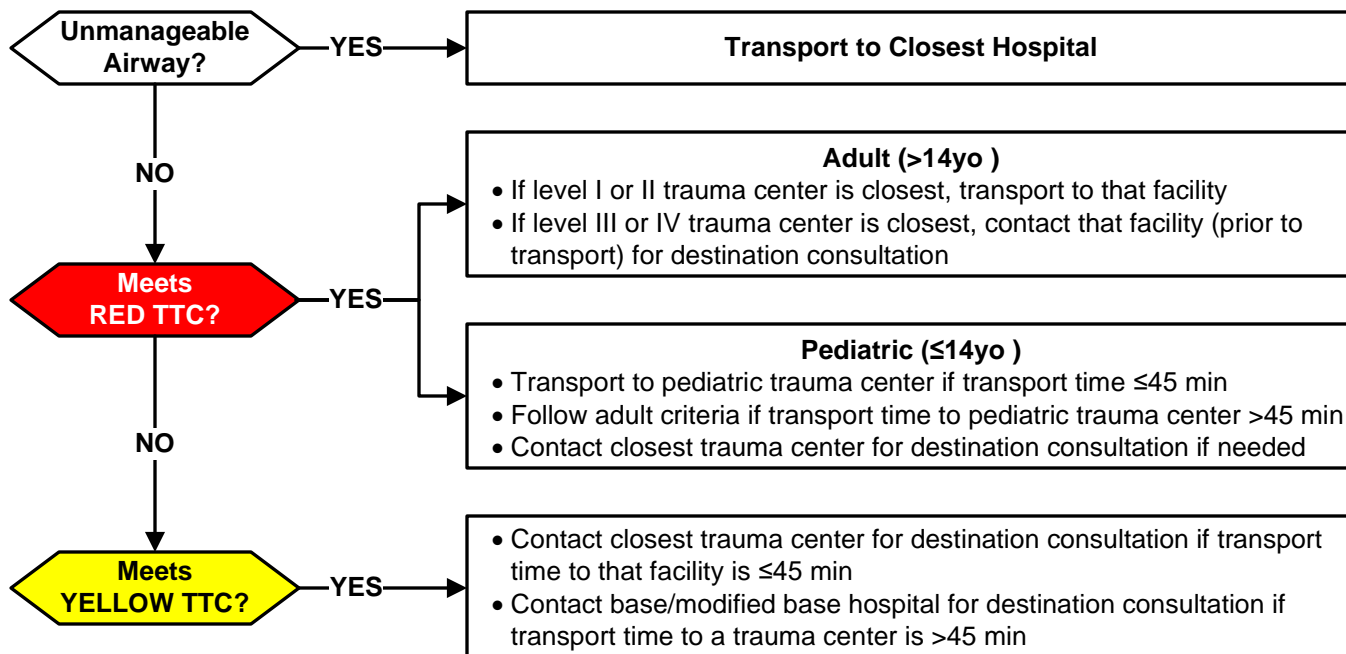 Unmanageable
Airway?
YES
Transport to Closest Hospital
NO
Adult (>14yo )
• If level I or II trauma center is closest, transport to that facility
• If level III or IV trauma center is closest, contact that facility (prior to
transport) for destination consultation
Meets
RED TTC?
YES
Pediatric (≤14yo )
• Transport to pediatric trauma center if transport time ≤45 min
• Follow adult criteria if transport time to pediatric trauma center >45 min
• Contact closest trauma center for destination consultation if needed
NO
Meets
YELLOW TTC?
YES
• Contact closest trauma center for destination consultation if transport
time to that facility is ≤45 min
• Contact base/modified base hospital for destination consultation if
transport time to a trauma center is >45 min